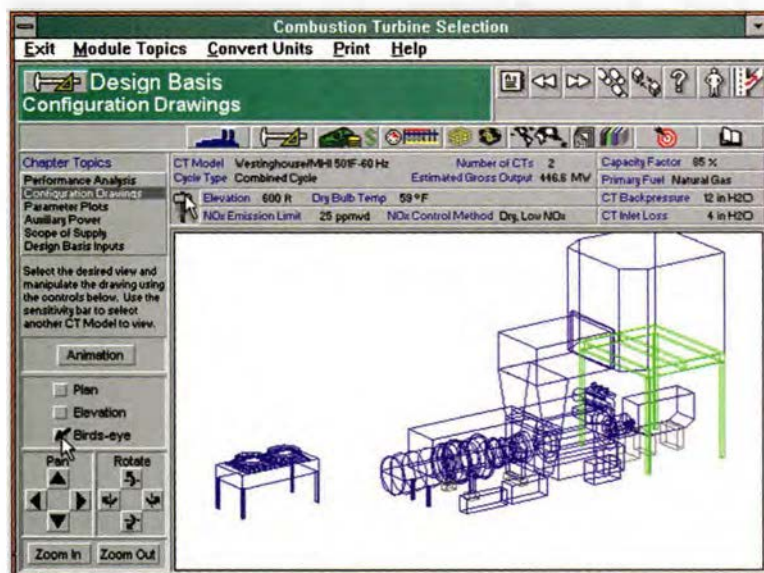 Combustion Turbine Selection
Exit Module Topics Convert Units Print Help
Design Basis
Configuration Drawings
Chapter Topics
Performance Analysis
Configuration Drawings
Parameter Plots
Auxiliary Power
Scope of Supply
Design Basis Inputs
CT Model Westinghouse/MHI 501F-60 Hz Number of CTs 2 Capacity Factor 85 %
Cycle Type Combined Cycle Estimated Gross Output 446.6 MW Primary Fuel Natural Gas
Elevation 600 ft Dry Bulb Temp 59 °F CT Backpressure 12 in H2O
NOx Emission Limit 25 ppmvd NOx Control Method Dry, Low NOx CT Inlet Loss 4 in H2O
Select the desired view and
manipulate the drawing using
the controls below. Use the
sensitivity bar to select
another CT Model to view.
Animation
Plan
Elevation
Birds-eye
Pan Rotate
Zoom In Zoom Out